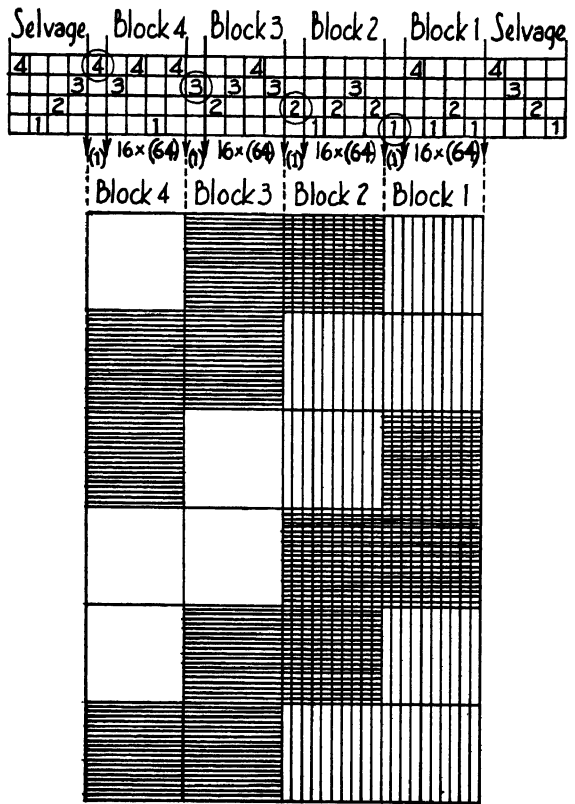 Selvage Block 4 Block 3 Block 2 Block 1 Selvage
4 4 4 4 4 4 4
3 3 3 3 3 3 3
2 2 2 2 2 2 2
1 1 1 1 1 1 1
(1) 16×(64) (1) 16×(64) (1) 16×(64) (1) 16×(64)
Block 4 Block 3 Block 2 Block 1